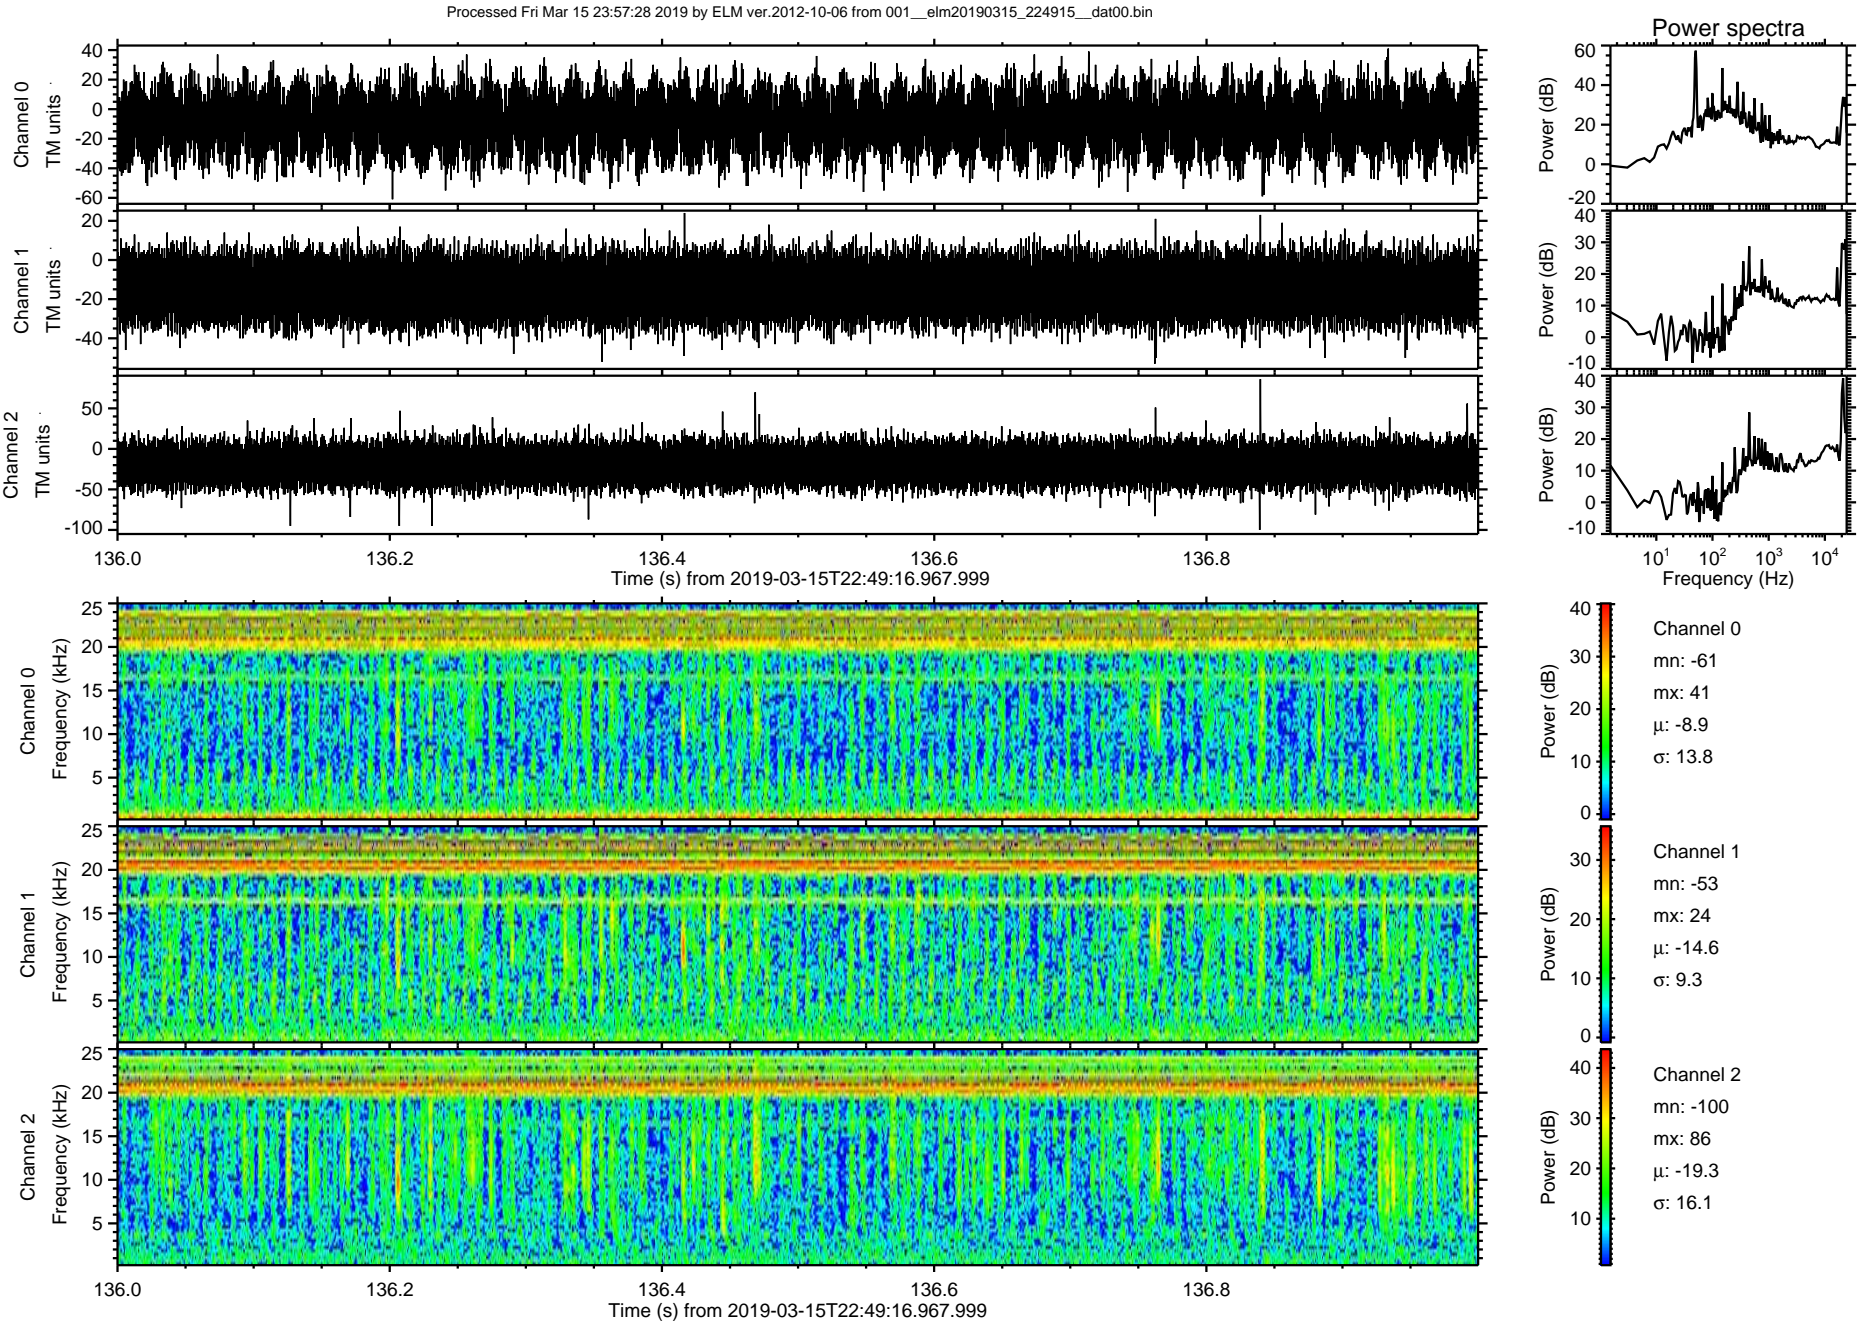 Processed Fri Mar 15 23:57:28 2019 by ELM ver.2012-10-06 from 001__elm20190315_224915__dat00.bin
Power spectra
Channel 0
TM units
40
20
0
-20
-40
-60
Power (dB)
60
40
20
0
-20
Channel 1
TM units
20
0
-20
-40
Power (dB)
40
30
20
10
0
-10
Channel 2
TM units
50
0
-50
-100
Power (dB)
40
30
20
10
0
-10
136.0 136.2 136.4 136.6 136.8
Time (s) from 2019-03-15T22:49:16.967.999
10^1 10^2 10^3 10^4
Frequency (Hz)
Channel 0
Frequency (kHz)
25
20
15
10
5
Power (dB)
40
30
20
10
0
Channel 0
mn: -61
mx: 41
μ: -8.9
σ: 13.8
Channel 1
Frequency (kHz)
25
20
15
10
5
Power (dB)
30
20
10
0
Channel 1
mn: -53
mx: 24
μ: -14.6
σ: 9.3
Channel 2
Frequency (kHz)
25
20
15
10
5
Power (dB)
40
30
20
10
Channel 2
mn: -100
mx: 86
μ: -19.3
σ: 16.1
136.0 136.2 136.4 136.6 136.8
Time (s) from 2019-03-15T22:49:16.967.999